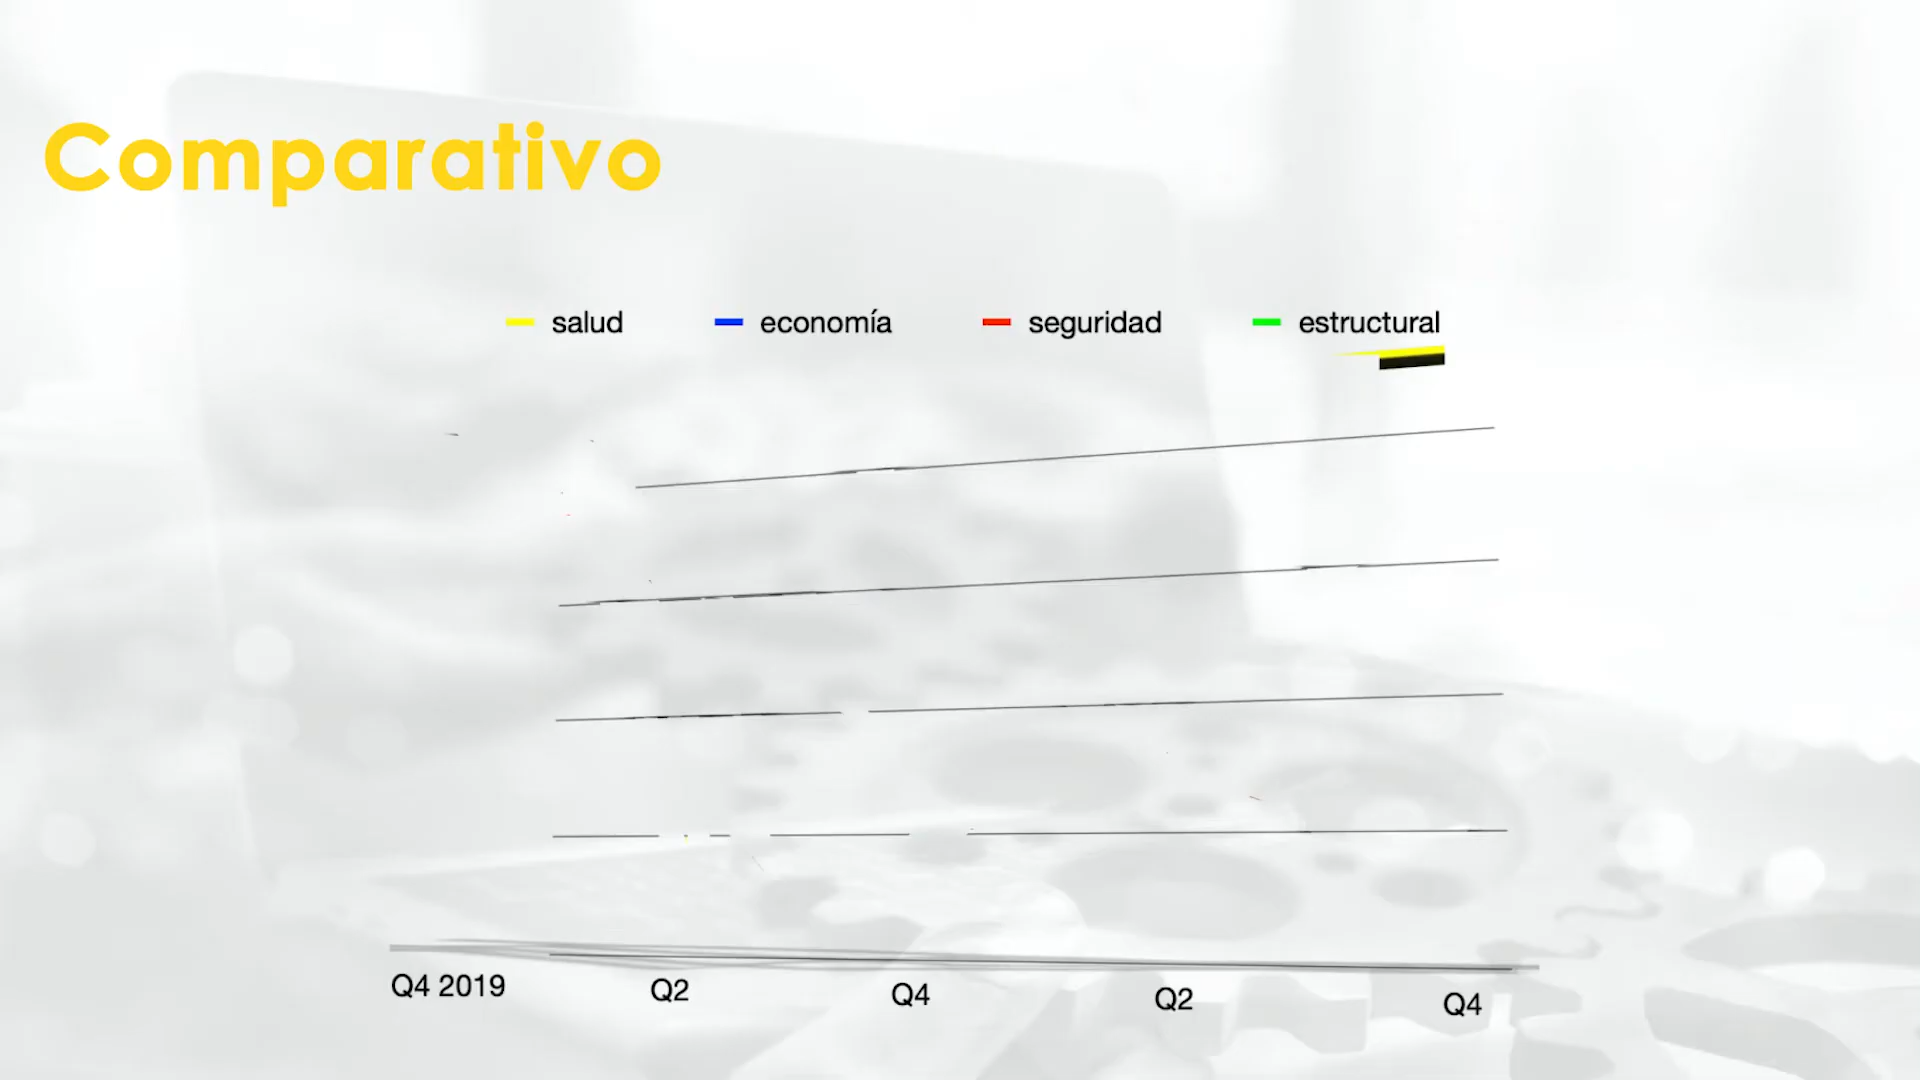 Comparativo
salud economía seguridad estructural
Q4 2019 Q2 Q4 Q2 Q4